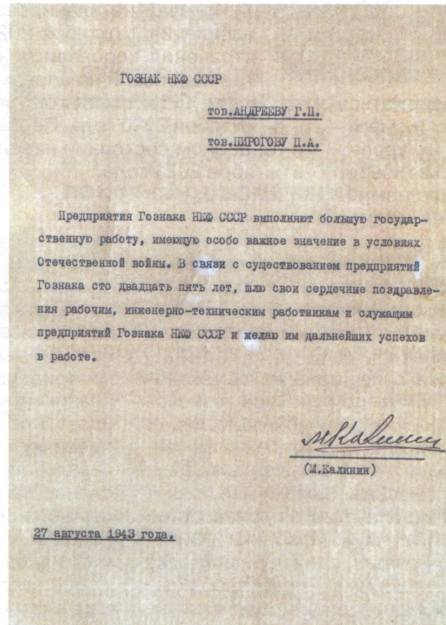 ГОЗНАК НКФ СССР
тов.АНДРЕЕВУ Г.П.
тов.ПИРОГОВУ П.А.
Предприятия Гознака НКФ СССР выполняют большую государ-
ственную работу, имеющую особо важное значение в условиях
Отечественной войны. В связи с существованием предприятий
Гознака сто двадцать пять лет, шлю свои сердечные поздравле-
ния рабочим, инженерно-техническим работникам и служащим
предприятий Гознака НКФ СССР и желаю им дальнейших успехов
в работе.
МКалинин
(М.Калинин)
27 августа 1943 года.